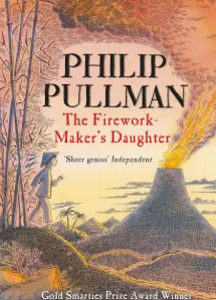 PHILIP
PULLMAN
The Firework-
Maker's Daughter
'Sheer genius' Independent
Gold Smarties Prize Award Winner